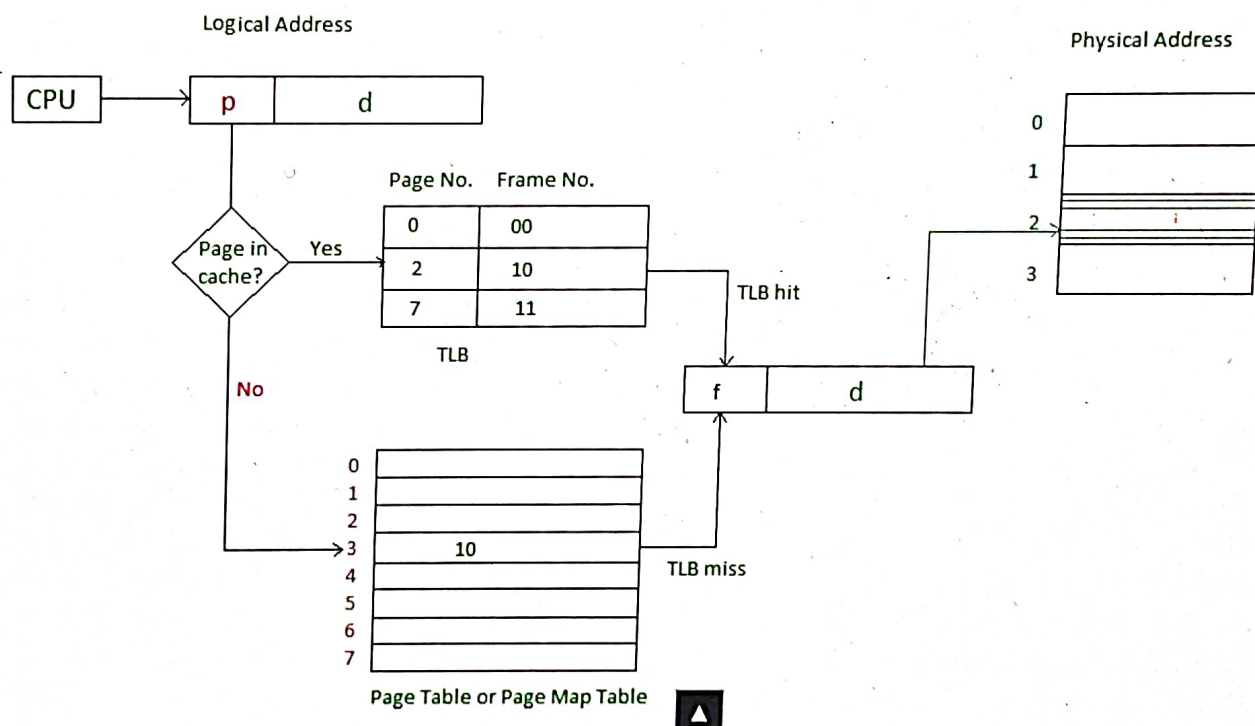 Logical Address
Physical Address
CPU
p
d
0
1
2
i
3
Page No. Frame No.
0 00
2 10
7 11
TLB
Page in
cache?
Yes
No
TLB hit
f
d
0
1
2
3 10
4
5
6
7
TLB miss
Page Table or Page Map Table